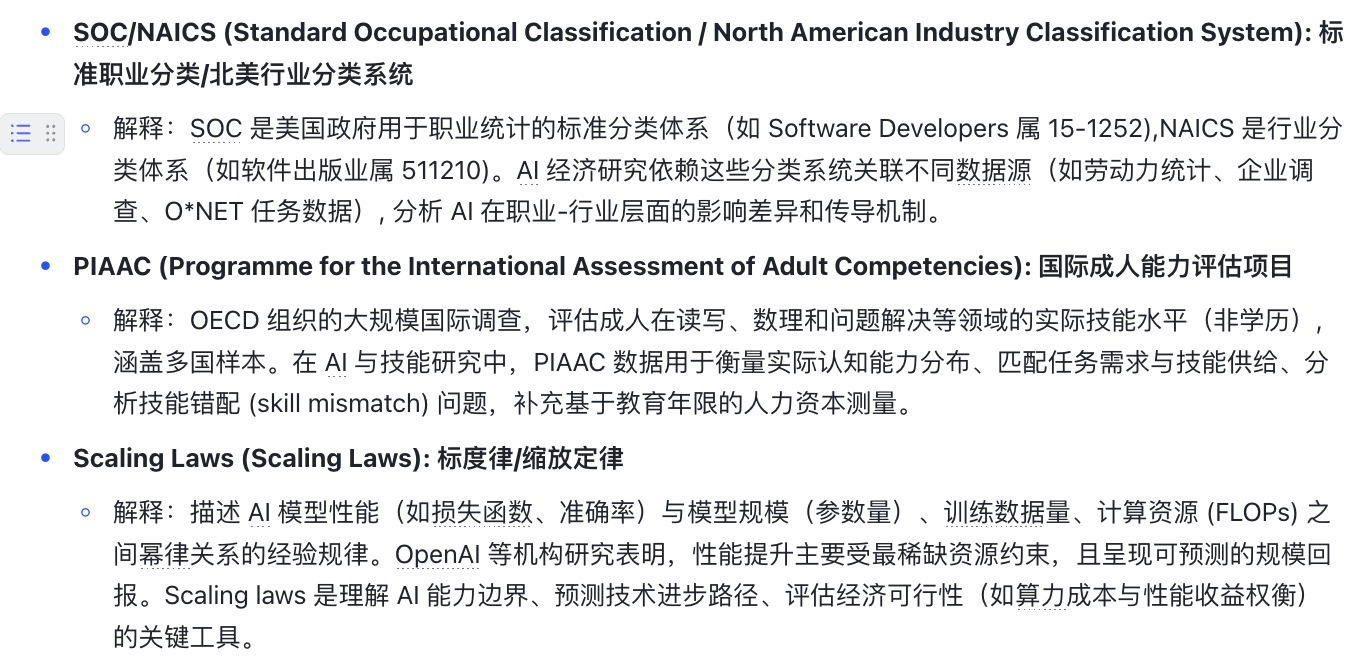 SOC/NAICS (Standard Occupational Classification / North American Industry Classification System): 标
准职业分类/北美行业分类系统
解释：SOC 是美国政府用于职业统计的标准分类体系（如 Software Developers 属 15-1252),NAICS 是行业分
类体系（如软件出版业属 511210)。AI 经济研究依赖这些分类系统关联不同数据源（如劳动力统计、企业调
查、O*NET 任务数据）, 分析 AI 在职业-行业层面的影响差异和传导机制。
PIAAC (Programme for the International Assessment of Adult Competencies): 国际成人能力评估项目
解释：OECD 组织的大规模国际调查，评估成人在读写、数理和问题解决等领域的实际技能水平（非学历）,
涵盖多国样本。在 AI 与技能研究中，PIAAC 数据用于衡量实际认知能力分布、匹配任务需求与技能供给、分
析技能错配 (skill mismatch) 问题，补充基于教育年限的人力资本测量。
Scaling Laws (Scaling Laws): 标度律/缩放定律
解释：描述 AI 模型性能（如损失函数、准确率）与模型规模（参数量）、训练数据量、计算资源 (FLOPs) 之
间幂律关系的经验规律。OpenAI 等机构研究表明，性能提升主要受最稀缺资源约束，且呈现可预测的规模回
报。Scaling laws 是理解 AI 能力边界、预测技术进步路径、评估经济可行性（如算力成本与性能收益权衡）
的关键工具。